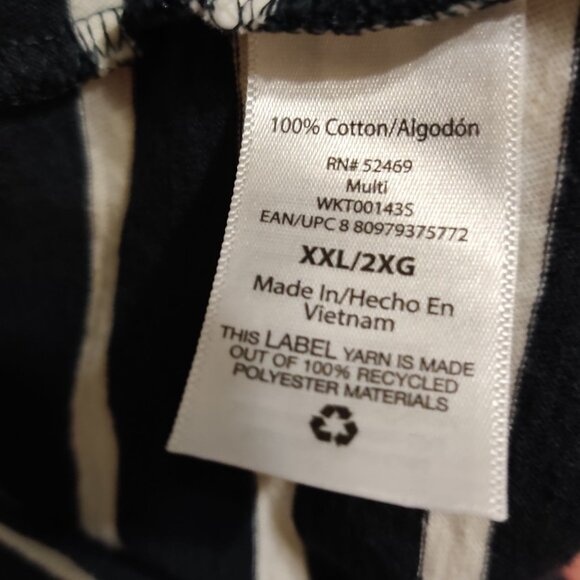 100% Cotton/Algodón
RN# 52469
Multi
WKT00143S
EAN/UPC 8 80979375772
XXL/2XG
Made In/Hecho En
Vietnam
THIS LABEL YARN IS MADE
OUT OF 100% RECYCLED
POLYESTER MATERIALS